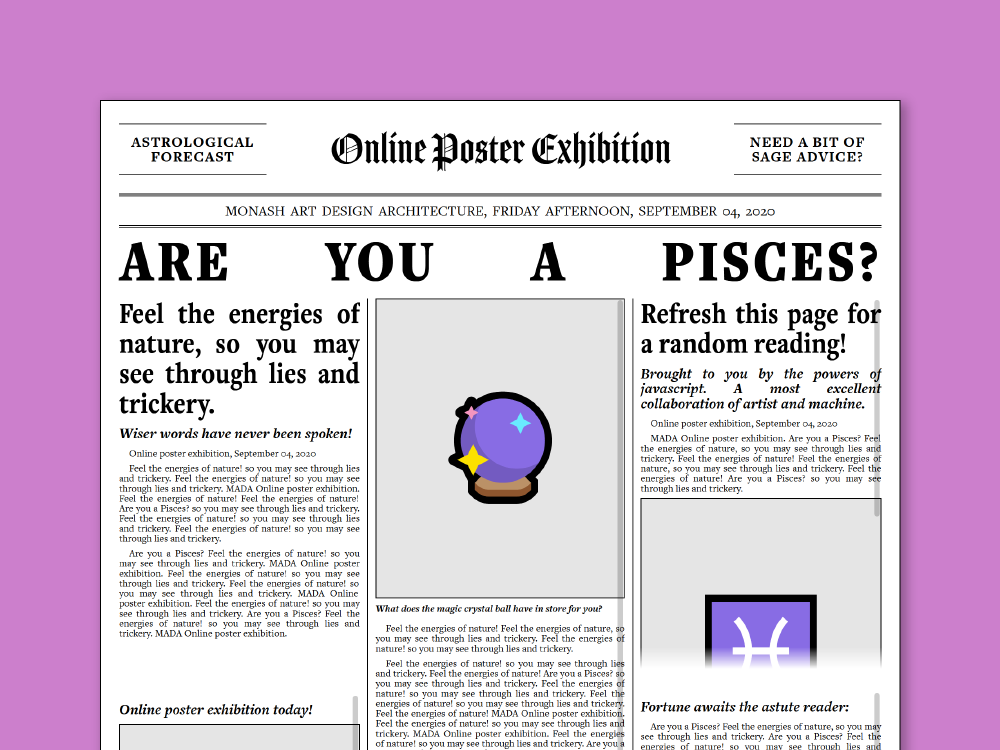 ASTROLOGICAL
FORECAST
Online Poster Exhibition
NEED A BIT OF
SAGE ADVICE?
MONASH ART DESIGN ARCHITECTURE, FRIDAY AFTERNOON, SEPTEMBER 04, 2020
ARE YOU A PISCES?
Feel the energies of
nature, so you may
see through lies and
trickery.
Wiser words have never been spoken!
Online poster exhibition, September 04, 2020
Feel the energies of nature! so you may see through lies
and trickery. Feel the energies of nature! so you may see
through lies and trickery. MADA Online poster exhibition.
Feel the energies of nature! Feel the energies of nature!
Are you a Pisces? so you may see through lies and trickery.
Feel the energies of nature! so you may see through lies
and trickery. Feel the energies of nature! so you may see
through lies and trickery.
Are you a Pisces? Feel the energies of nature! so you
may see through lies and trickery. MADA Online poster
exhibition. Feel the energies of nature! so you may see
through lies and trickery. Feel the energies of nature! so
you may see through lies and trickery. MADA Online
poster exhibition. Feel the energies of nature! so you may
see through lies and trickery. Are you a Pisces? Feel the
energies of nature! so you may see through lies and
trickery. MADA Online poster exhibition.
Online poster exhibition today!
What does the magic crystal ball have in store for you?
Feel the energies of nature! Feel the energies of nature, so
you may see through lies and trickery. Feel the energies of
nature! so you may see through lies and trickery.
Feel the energies of nature! so you may see through lies
and trickery. Feel the energies of nature! Are you a Pisces?
so you may see through lies and trickery. Feel the energies of
nature! so you may see through lies and trickery. Feel the
energies of nature! so you may see through lies and trickery.
Feel the energies of nature! MADA Online poster exhibition.
Feel the energies of nature! so you may see through lies and
trickery. MADA Online poster exhibition. Feel the energies
of nature! so you may see through lies and trickery. Are you a
Refresh this page for
a random reading!
Brought to you by the powers of
javascript. A most excellent
collaboration of artist and machine.
Online poster exhibition, September 04, 2020
MADA Online poster exhibition. Are you a Pisces? Feel
the energies of nature, so you may see through lies and
trickery. Feel the energies of nature! Feel the energies of
nature, so you may see through lies and trickery. Feel the
energies of nature! Are you a Pisces? so you may see
through lies and trickery.
Fortune awaits the astute reader:
Are you a Pisces? Feel the energies of nature, so you may
see through lies and trickery. Feel the energies of
energies of nature! so you may see through lies and